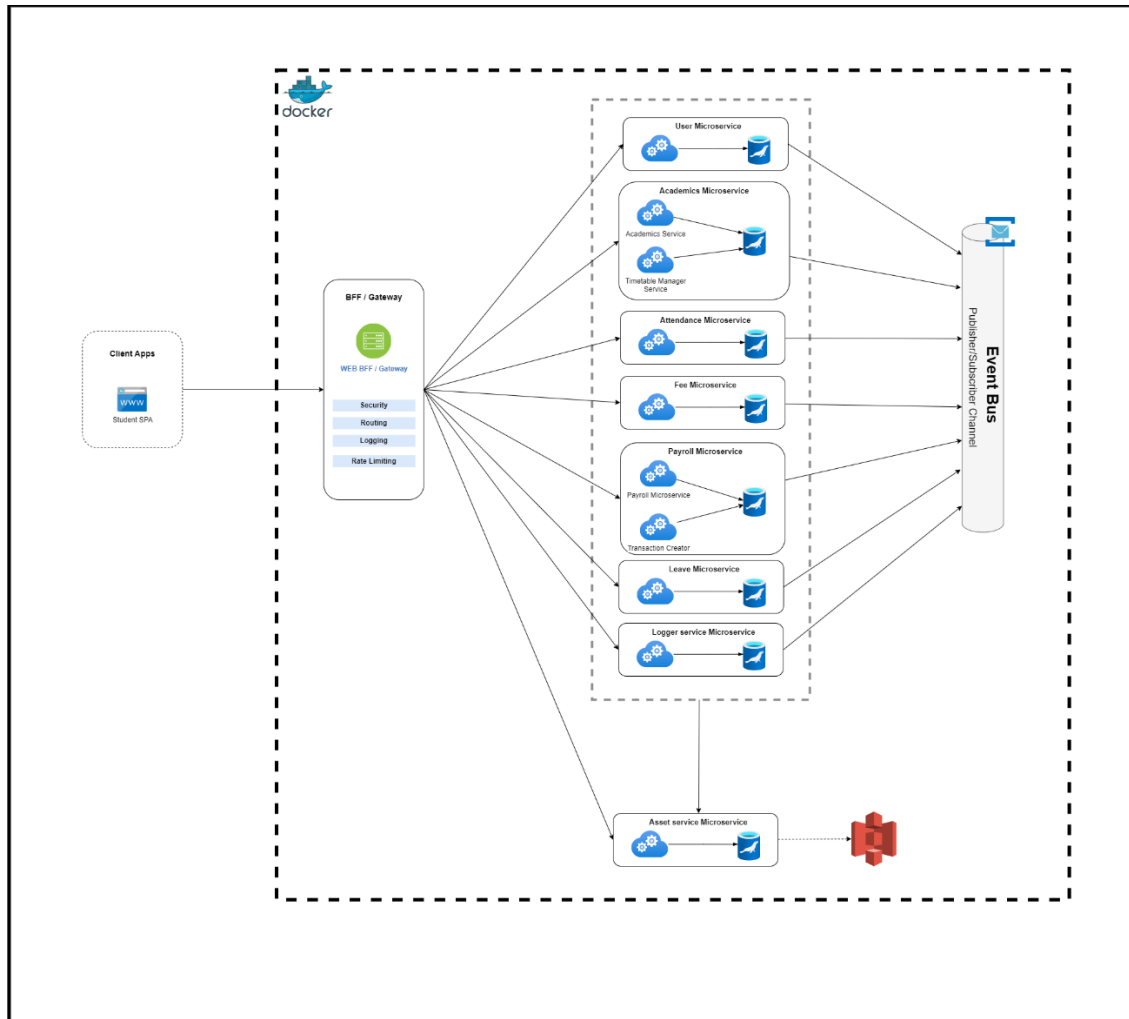 docker
User Microservice
Academics Microservice
Academics Service
Timetable Manager
Service
BFF / Gateway
WEB BFF / Gateway
Security
Routing
Logging
Rate Limiting
Client Apps
WWW
Student SPA
Attendance Microservice
Fee Microservice
Payroll Microservice
Payroll Microservice
Transaction Creator
Leave Microservice
Logger service Microservice
Event Bus
Publisher/Subscriber Channel
Asset service Microservice